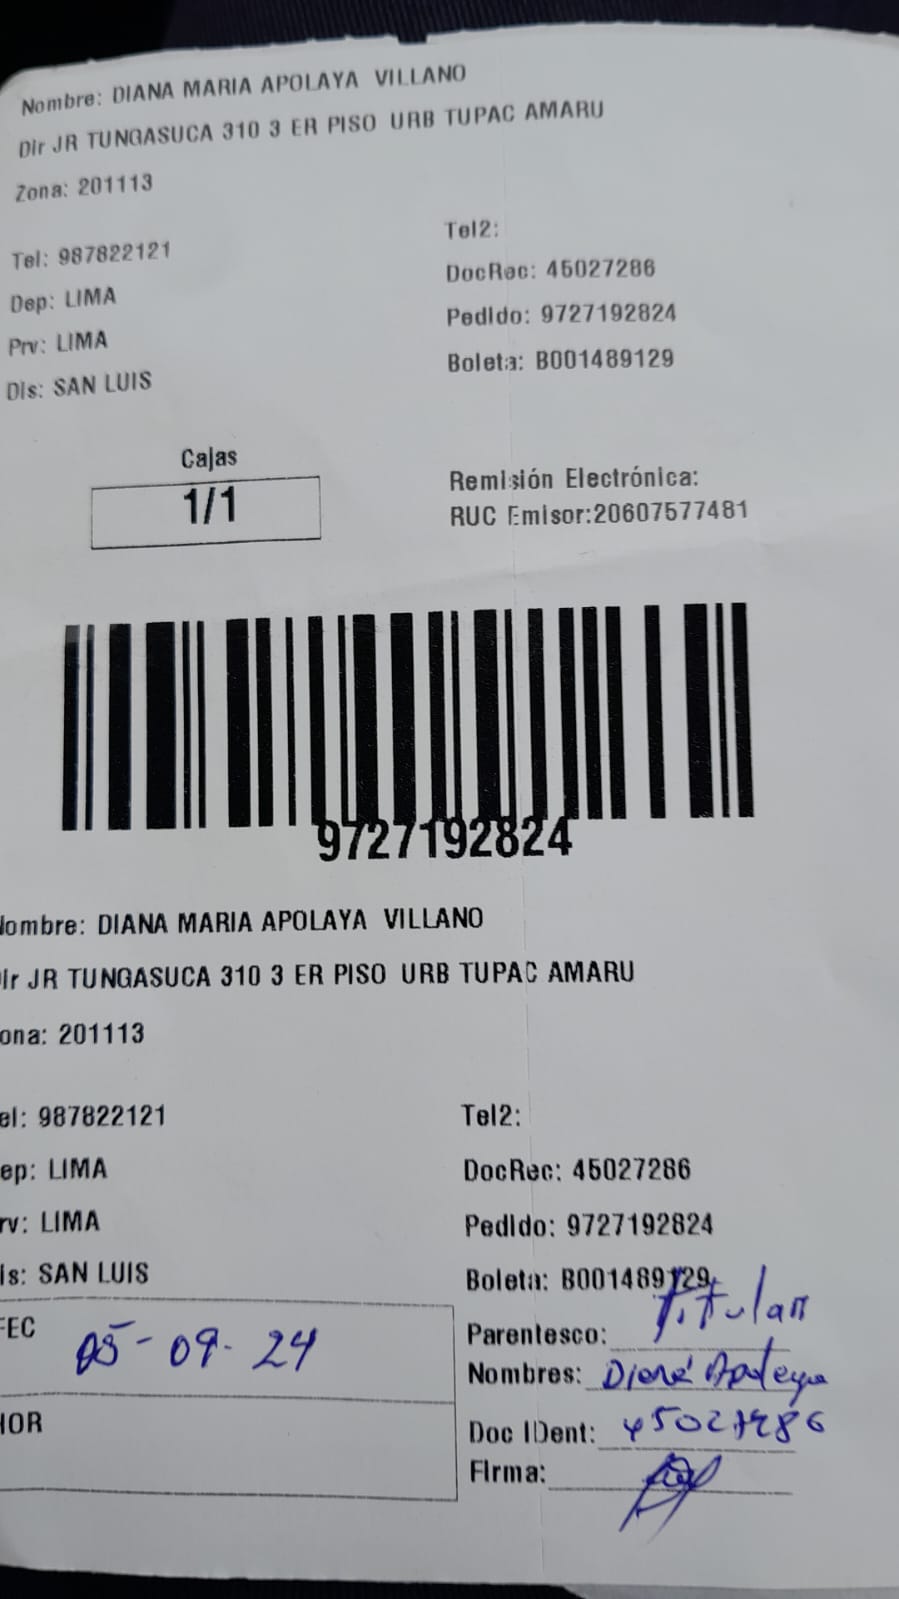 Nombre: DIANA MARIA APOLAYA VILLANO
Dir JR TUNGASUCA 310 3 ER PISO URB TUPAC AMARU
Zona: 201113
Tel: 987822121
Tel2:
Dep: LIMA
DocRec: 45027286
Prv: LIMA
Pedido: 9727192824
Dis: SAN LUIS
Boleta: B001489129
Cajas
1/1
Remisión Electrónica:
RUC Emisor:20607577481
9727192824
Nombre: DIANA MARIA APOLAYA VILLANO
Dir JR TUNGASUCA 310 3 ER PISO URB TUPAC AMARU
ona: 201113
el: 987822121
Tel2:
ep: LIMA
DocRec: 45027286
rv: LIMA
Pedido: 9727192824
is: SAN LUIS
Boleta: B001489129
FEC 05-09-24
Parentesco: Titular
Nombres: Diana Apolaya
HOR
Doc IDent: 45027286
Firma: